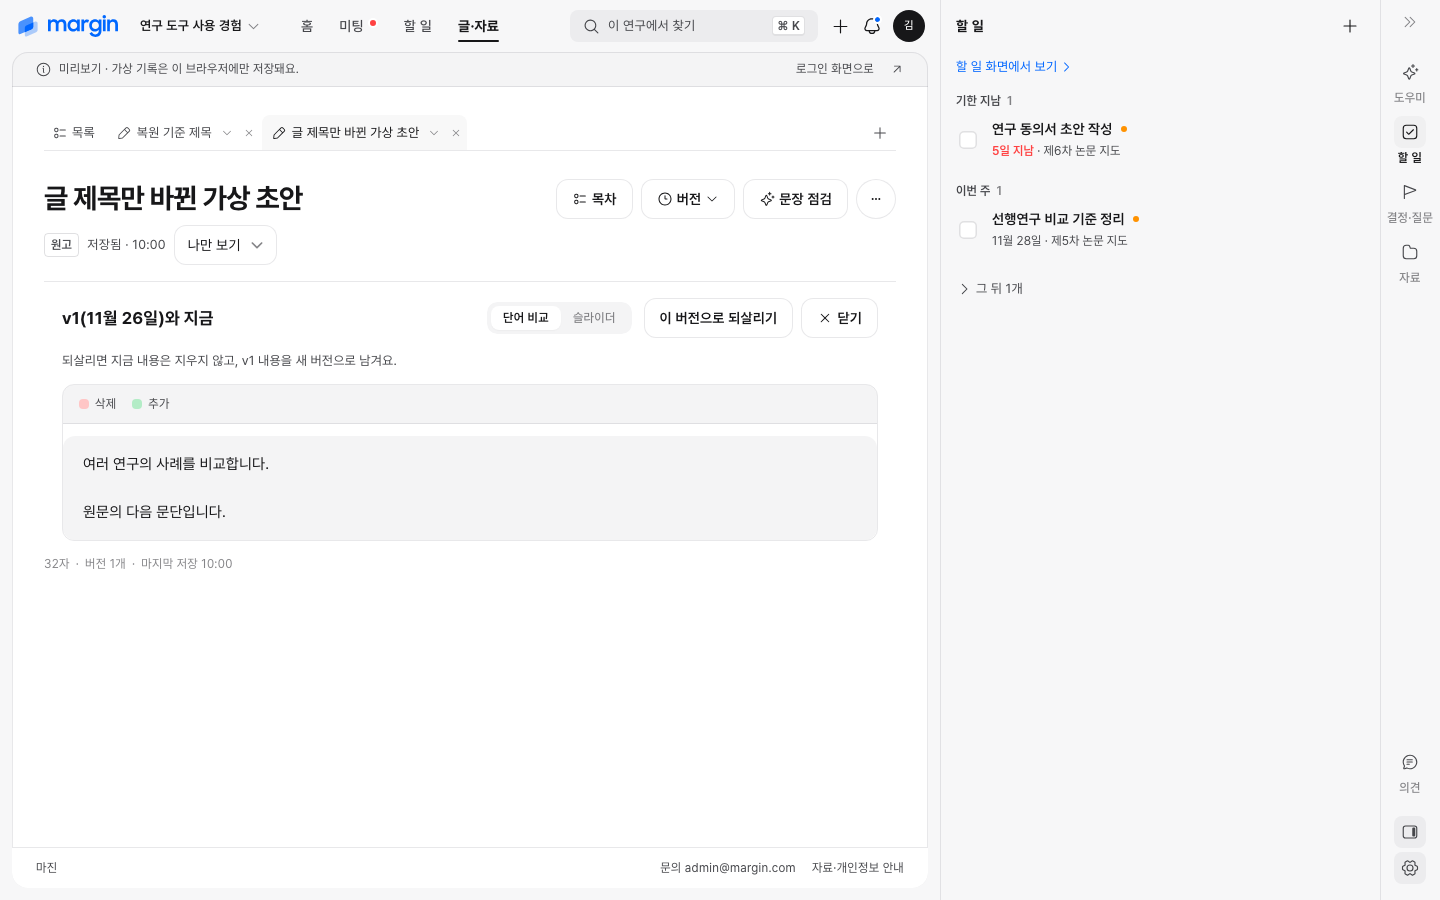 margin
연구 도구 사용 경험
홈
미팅
할 일
글·자료
이 연구에서 찾기
⌘ K
김
미리보기 · 가상 기록은 이 브라우저에만 저장돼요.
로그인 화면으로
목록
복원 기준 제목
글 제목만 바뀐 가상 초안
글 제목만 바뀐 가상 초안
목차
버전
문장 점검
원고
저장됨 · 10:00
나만 보기
v1(11월 26일)와 지금
단어 비교
슬라이더
이 버전으로 되살리기
닫기
되살리면 지금 내용은 지우지 않고, v1 내용을 새 버전으로 남겨요.
삭제
추가
여러 연구의 사례를 비교합니다.
원문의 다음 문단입니다.
32자 · 버전 1개 · 마지막 저장 10:00
마진
문의 admin@margin.com
자료·개인정보 안내
할 일
할 일 화면에서 보기
기한 지남 1
연구 동의서 초안 작성
5일 지남 · 제6차 논문 지도
이번 주 1
선행연구 비교 기준 정리
11월 28일 · 제5차 논문 지도
그 뒤 1개
도우미
할 일
결정·질문
자료
의견